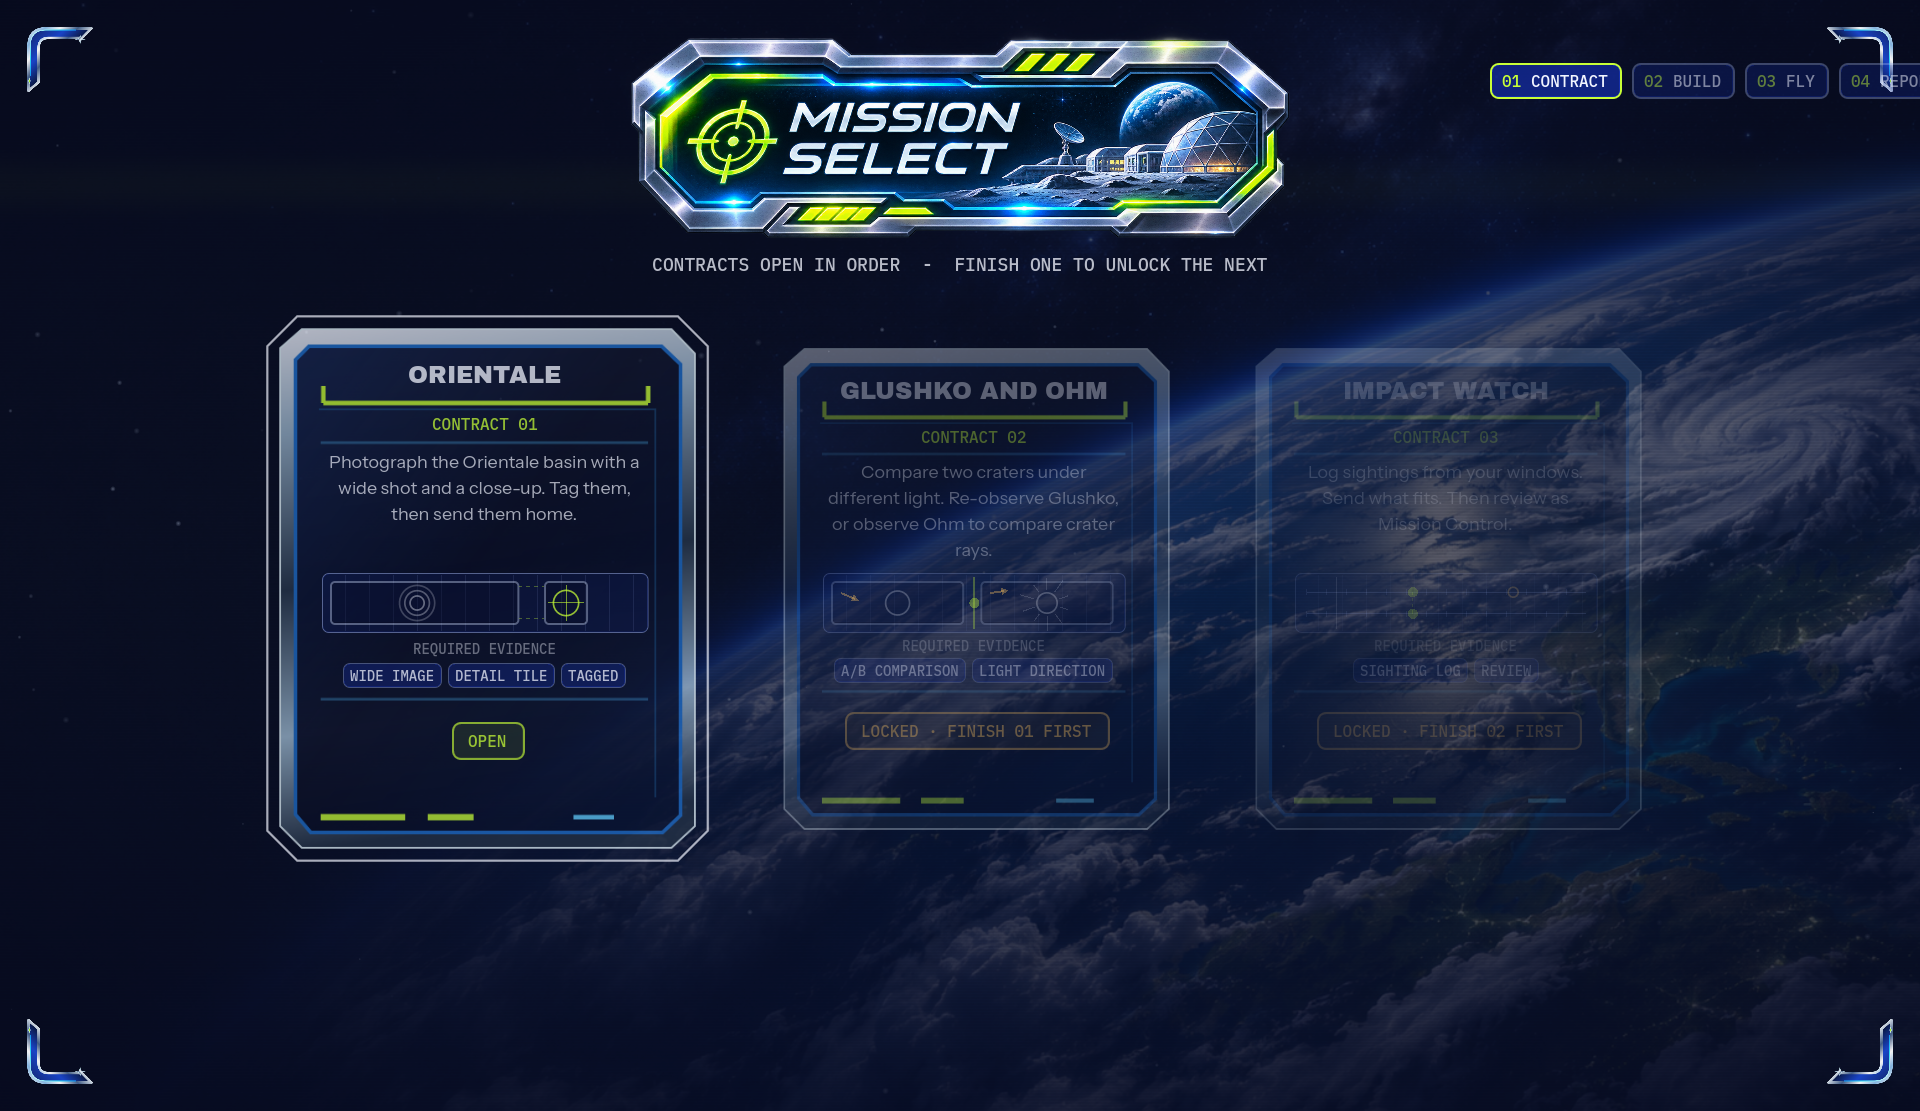 MISSION
SELECT
01 CONTRACT
02 BUILD
03 FLY
04 REPO
CONTRACTS OPEN IN ORDER - FINISH ONE TO UNLOCK THE NEXT
ORIENTALE
CONTRACT 01
Photograph the Orientale basin with a
wide shot and a close-up. Tag them,
then send them home.
REQUIRED EVIDENCE
WIDE IMAGE
DETAIL TILE
TAGGED
OPEN
GLUSHKO AND OHM
CONTRACT 02
Compare two craters under
different light. Re-observe Glushko,
or observe Ohm to compare crater
rays.
REQUIRED EVIDENCE
A/B COMPARISON
LIGHT DIRECTION
LOCKED · FINISH 01 FIRST
IMPACT WATCH
CONTRACT 03
Log sightings from your windows.
Send what fits. Then review as
Mission Control.
REQUIRED EVIDENCE
SIGHTING LOG
REVIEW
LOCKED · FINISH 02 FIRST